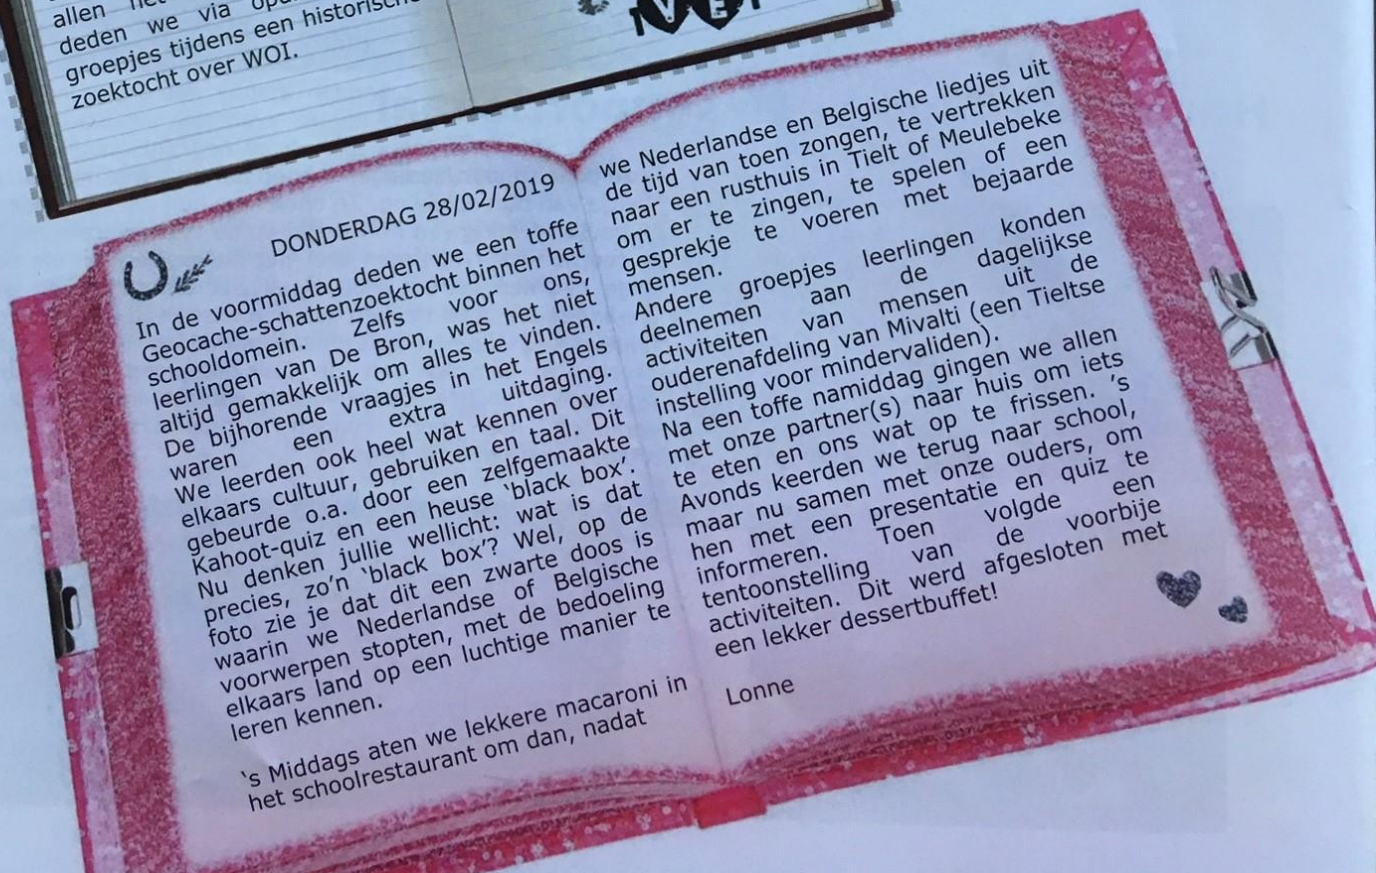 allen
deden we via
groepjes tijdens een historische
zoektocht over WOI.
DONDERDAG 28/02/2019
In de voormiddag deden we een toffe
Geocache-schattenzoektocht binnen het
schooldomein. Zelfs voor ons,
leerlingen van De Bron, was het niet
altijd gemakkelijk om alles te vinden.
De bijhorende vraagjes in het Engels
waren een extra uitdaging.
We leerden ook heel wat kennen over
elkaars cultuur, gebruiken en taal. Dit
gebeurde o.a. door een zelfgemaakte
Kahoot-quiz en een heuse ‘black box’.
Nu denken jullie wellicht: wat is dat
precies, zo’n ‘black box’? Wel, op de
foto zie je dat dit een zwarte doos is
waarin we Nederlandse of Belgische
voorwerpen stopten, met de bedoeling
elkaars land op een luchtige manier te
leren kennen.
‘s Middags aten we lekkere macaroni in
het schoolrestaurant om dan, nadat
we Nederlandse en Belgische liedjes uit
de tijd van toen zongen, te vertrekken
naar een rusthuis in Tielt of Meulebeke
om er te zingen, te spelen of een
gesprekje te voeren met bejaarde
mensen.
Andere groepjes leerlingen konden
deelnemen aan de dagelijkse
activiteiten van mensen uit de
ouderenafdeling van Mivalti (een Tieltse
instelling voor mindervaliden).
Na een toffe namiddag gingen we allen
met onze partner(s) naar huis om iets
te eten en ons wat op te frissen. ’s
Avonds keerden we terug naar school,
maar nu samen met onze ouders, om
hen met een presentatie en quiz te
informeren. Toen volgde een
tentoonstelling van de voorbije
activiteiten. Dit werd afgesloten met
een lekker dessertbuffet!
Lonne